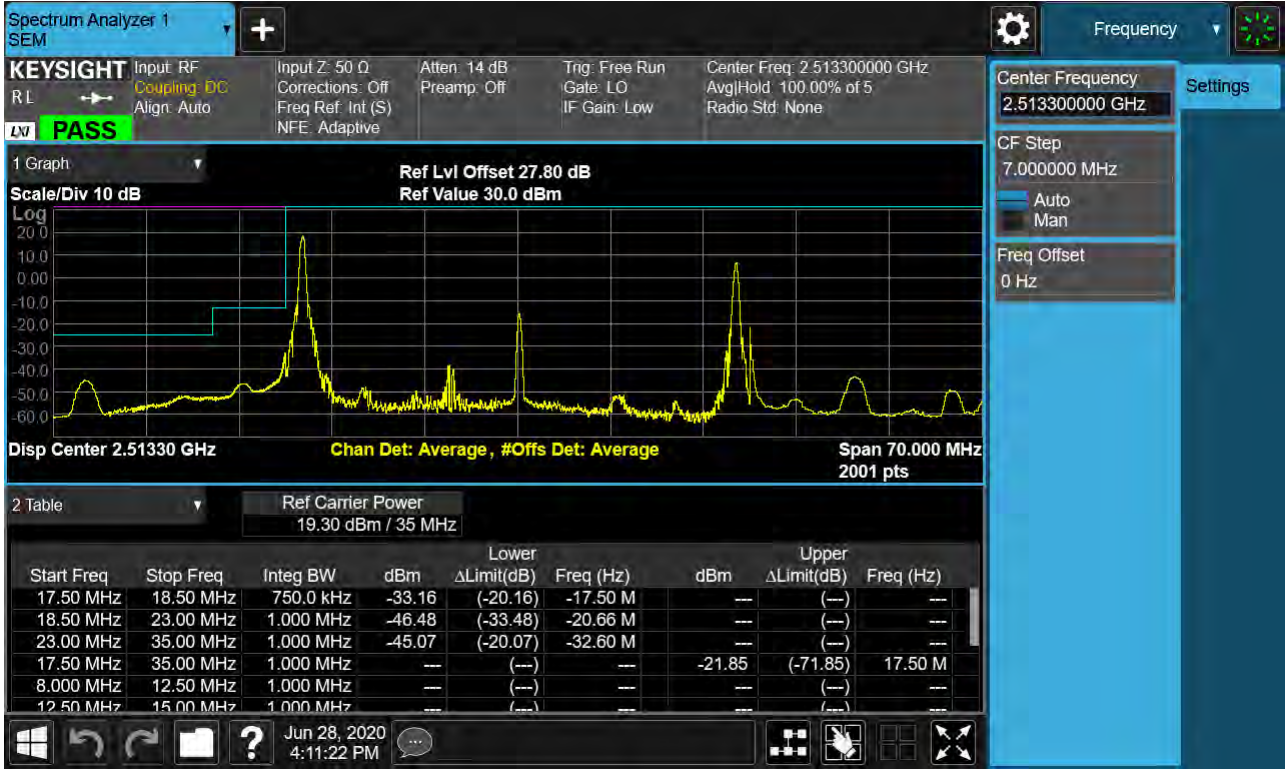 Spectrum Analyzer 1
SEM
Frequency
KEYSIGHT
Input: RF
Coupling: DC
Align: Auto
Input Z: 50 Ω
Corrections: Off
Freq Ref: Int (S)
NFE: Adaptive
Atten: 14 dB
Preamp: Off
Trig: Free Run
Gate: LO
IF Gain: Low
Center Freq: 2.513300000 GHz
Avg|Hold: 100.00% of 5
Radio Std: None
R L
LXI
PASS
Center Frequency
2.513300000 GHz
Settings
CF Step
7.000000 MHz
Auto
Man
Freq Offset
0 Hz
1 Graph
Scale/Div 10 dB
Ref Lvl Offset 27.80 dB
Ref Value 30.0 dBm
Log
20.0
10.0
0.00
-10.0
-20.0
-30.0
-40.0
-50.0
-60.0
Disp Center 2.51330 GHz
Chan Det: Average, #Offs Det: Average
Span 70.000 MHz
2001 pts
2 Table
Ref Carrier Power
19.30 dBm / 35 MHz
Lower Upper
Start Freq Stop Freq Integ BW dBm ΔLimit(dB) Freq (Hz) dBm ΔLimit(dB) Freq (Hz)
17.50 MHz 18.50 MHz 750.0 kHz -33.16 (-20.16) -17.50 M --- (---) ---
18.50 MHz 23.00 MHz 1.000 MHz -46.48 (-33.48) -20.66 M --- (---) ---
23.00 MHz 35.00 MHz 1.000 MHz -45.07 (-20.07) -32.60 M --- (---) ---
17.50 MHz 35.00 MHz 1.000 MHz --- (---) --- -21.85 (-71.85) 17.50 M
8.000 MHz 12.50 MHz 1.000 MHz --- (---) --- --- (---) ---
12.50 MHz 15.00 MHz 1.000 MHz --- (---) --- --- (---) ---
?
Jun 28, 2020
4:11:22 PM